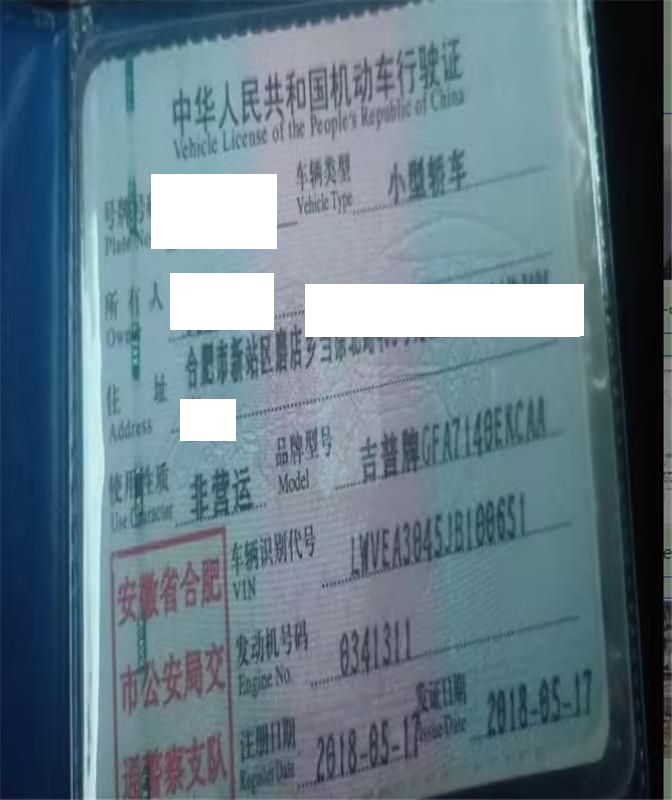 中华人民共和国机动车行驶证
Vehicle License of the People's Republic of China
号牌号
Plate No
车辆类型 小型轿车
Vehicle Type
所有人
Owner
住址 合肥市新站区磨店乡
Address
使用性质 非营运
Use Character
品牌型号 吉普牌GFA7140EKCAA
Model
车辆识别代号 LWVEA3045JB100651
VIN
发动机号码 0341311
Engine No.
注册日期 2018-05-17
Register Date
发证日期 2018-05-17
Issue Date
安徽省合肥
市公安局交
通警察支队